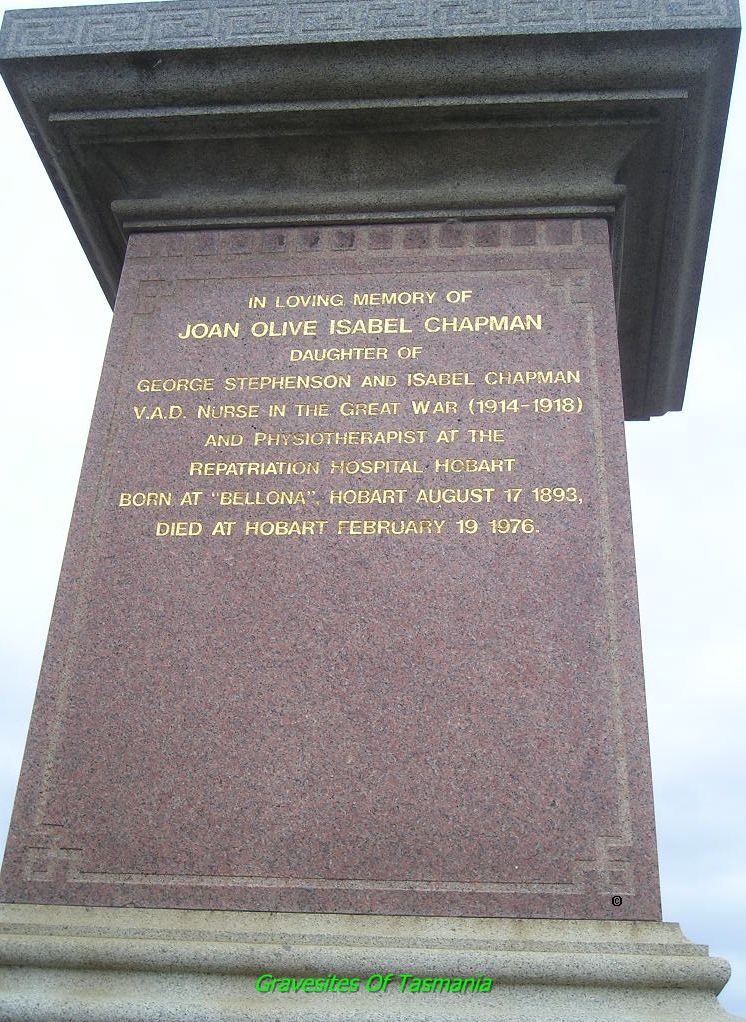 IN LOVING MEMORY OF
JOAN OLIVE ISABEL CHAPMAN
DAUGHTER OF
GEORGE STEPHENSON AND ISABEL CHAPMAN
V.A.D. NURSE IN THE GREAT WAR (1914-1918)
AND PHYSIOTHERAPIST AT THE
REPATRIATION HOSPITAL HOBART
BORN AT "BELLONA". HOBART AUGUST 17 1893,
DIED AT HOBART FEBRUARY 19 1976.
©
Gravesites Of Tasmania